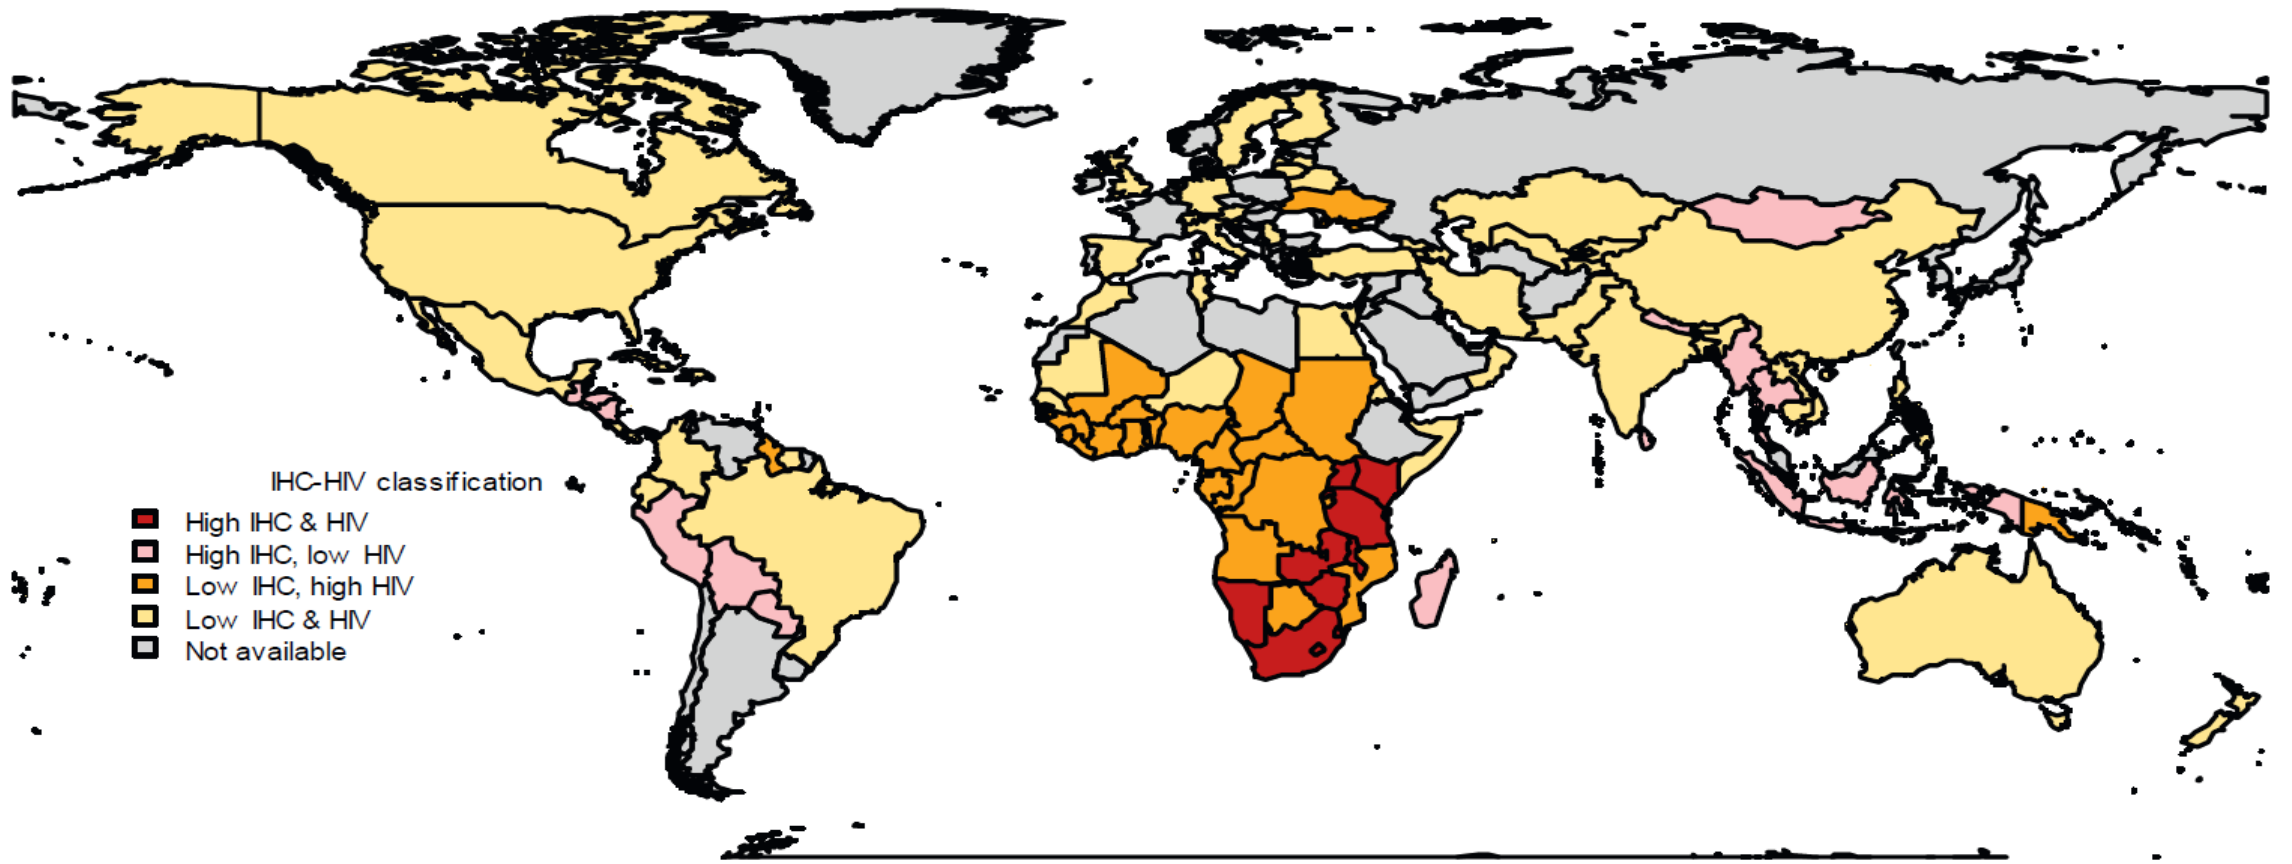 IHC-HIV classification
High IHC & HIV
High IHC, low HIV
Low IHC, high HIV
Low IHC & HIV
Not available